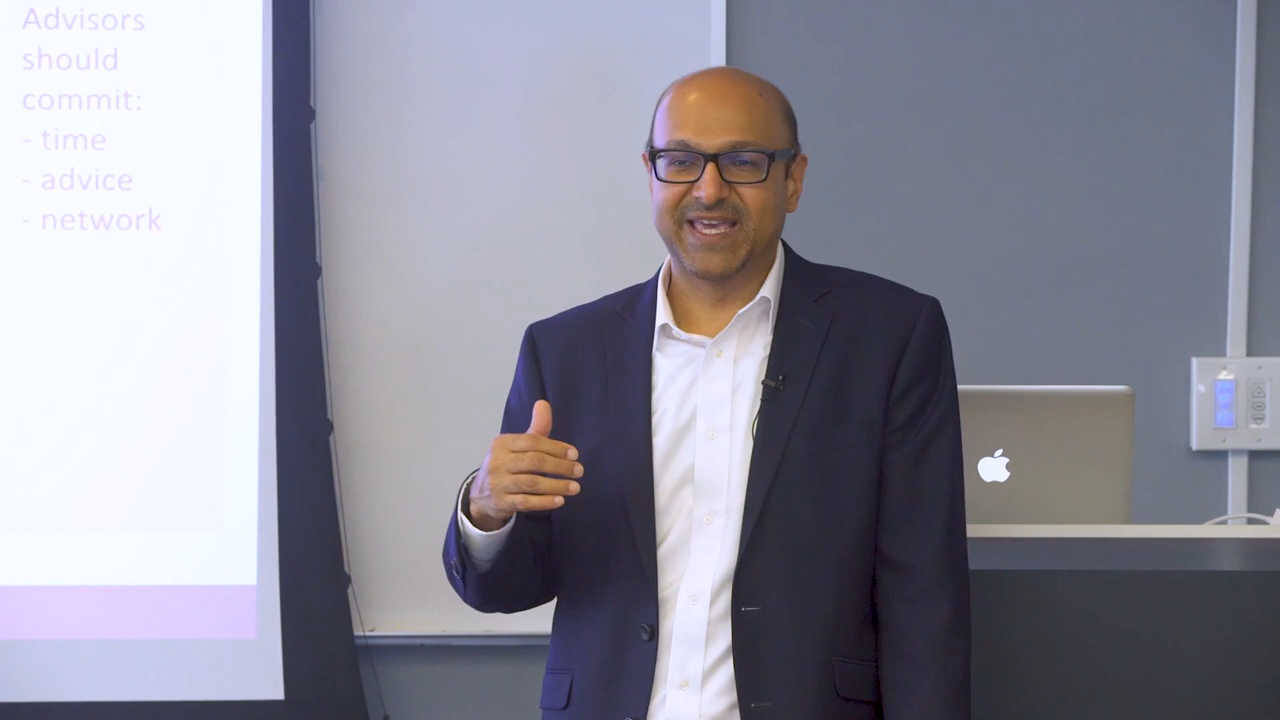 Advisors
should
commit:
- time
- advice
- network